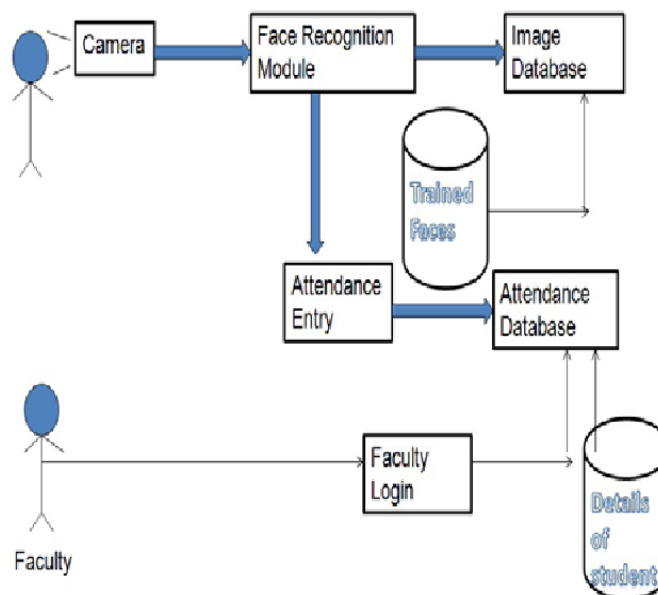 Camera
Face Recognition
Module
Image
Database
Trained
Faces
Attendance
Entry
Attendance
Database
Faculty
Login
Details
of
student
Faculty